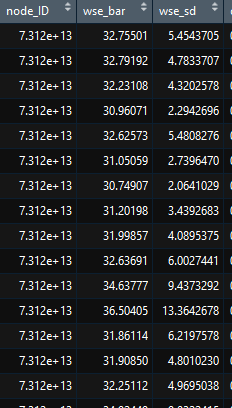 node_ID wse_bar wse_sd
7.312e+13 32.75501 5.4543705
7.312e+13 32.79192 4.7833707
7.312e+13 32.23108 4.3202578
7.312e+13 30.96071 2.2942696
7.312e+13 32.62573 5.4808276
7.312e+13 31.05059 2.7396470
7.312e+13 30.74907 2.0641029
7.312e+13 31.20198 3.4392683
7.312e+13 31.99857 4.0895375
7.312e+13 32.63691 6.0027441
7.312e+13 34.63777 9.4373292
7.312e+13 36.50405 13.3642678
7.312e+13 31.86114 6.2197578
7.312e+13 31.90850 4.8010230
7.312e+13 32.25112 4.9695038